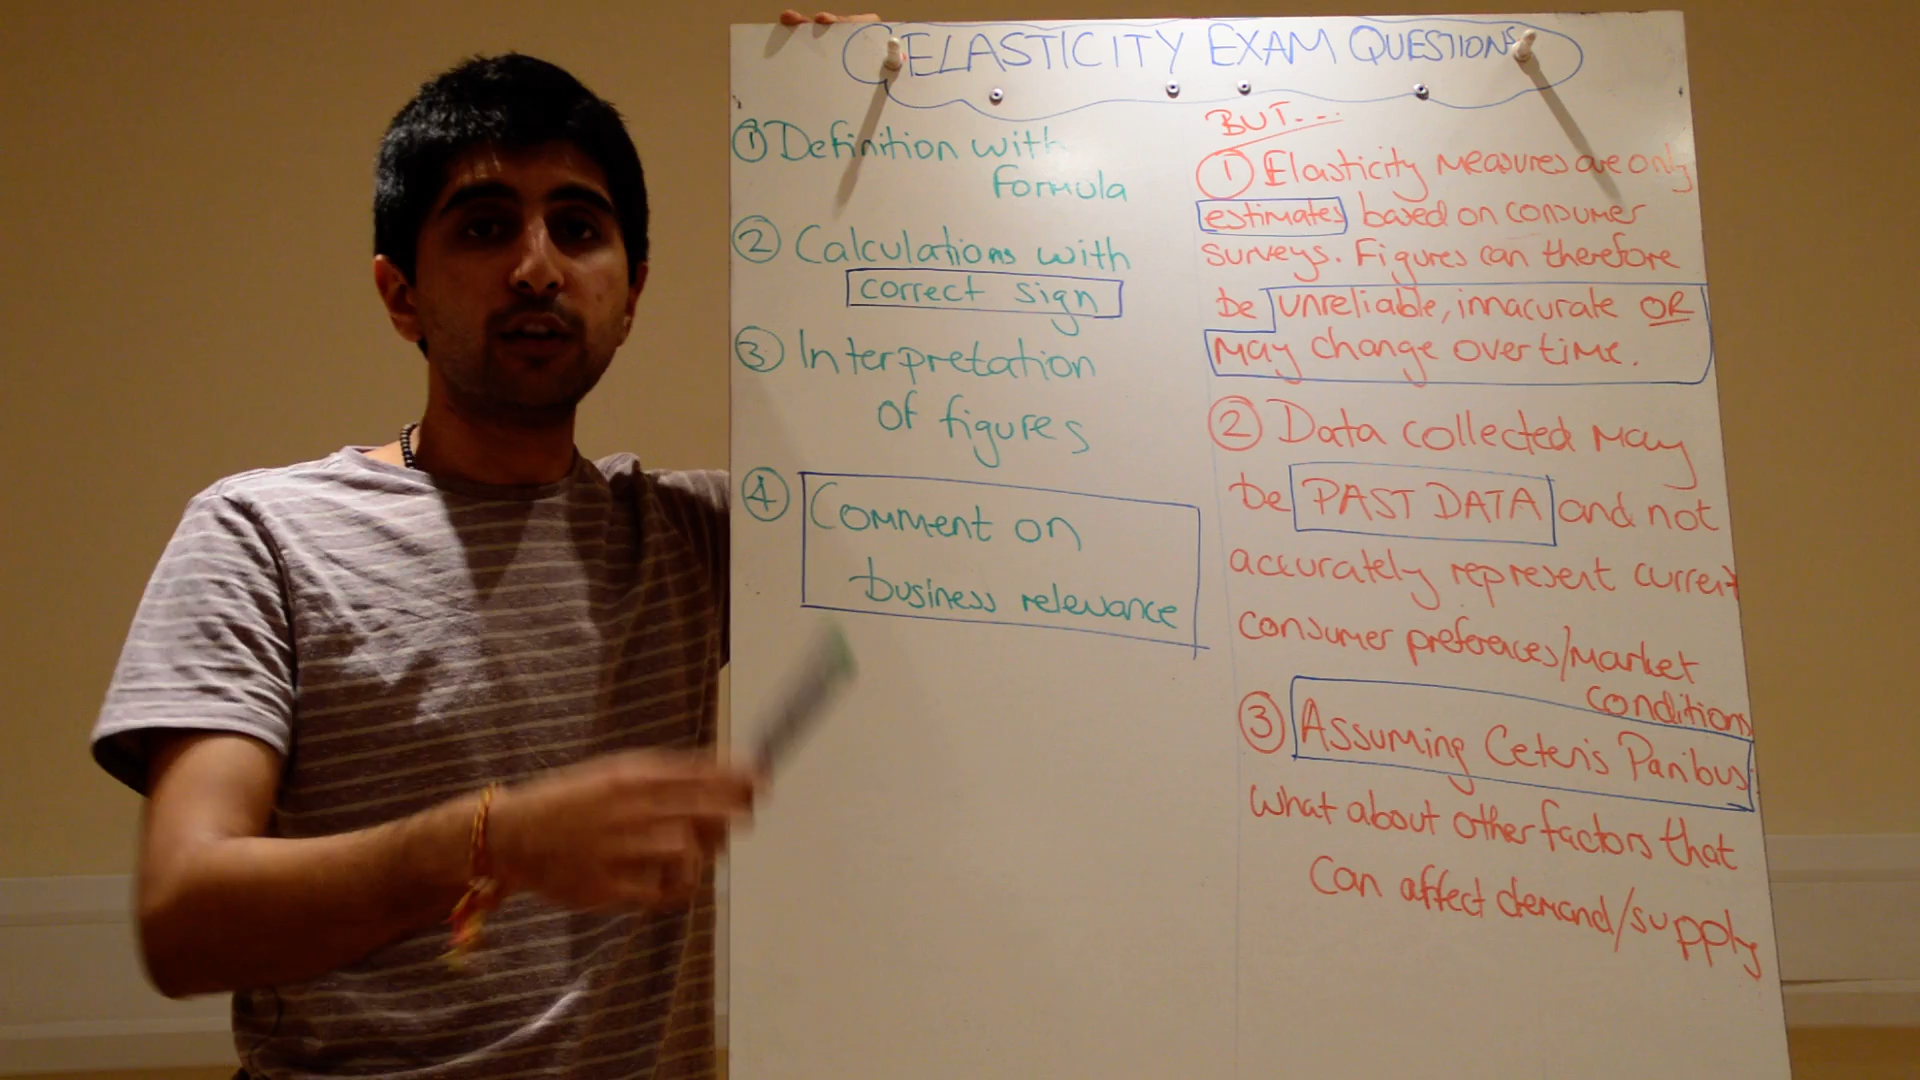 ELASTICITY EXAM QUESTIONS
① Definition with
Formula
② Calculations with
correct sign
③ Interpretation
of figures
④ Comment on
business relevance
BUT...
① Elasticity measures are only
estimates based on consumer
surveys. Figures can therefore
be unreliable, innacurate OR
may change over time.
② Data collected may
be PAST DATA and not
accurately represent current
consumer preferences/market
conditions
③ Assuming Ceteris Paribus
what about other factors that
can affect demand/supply